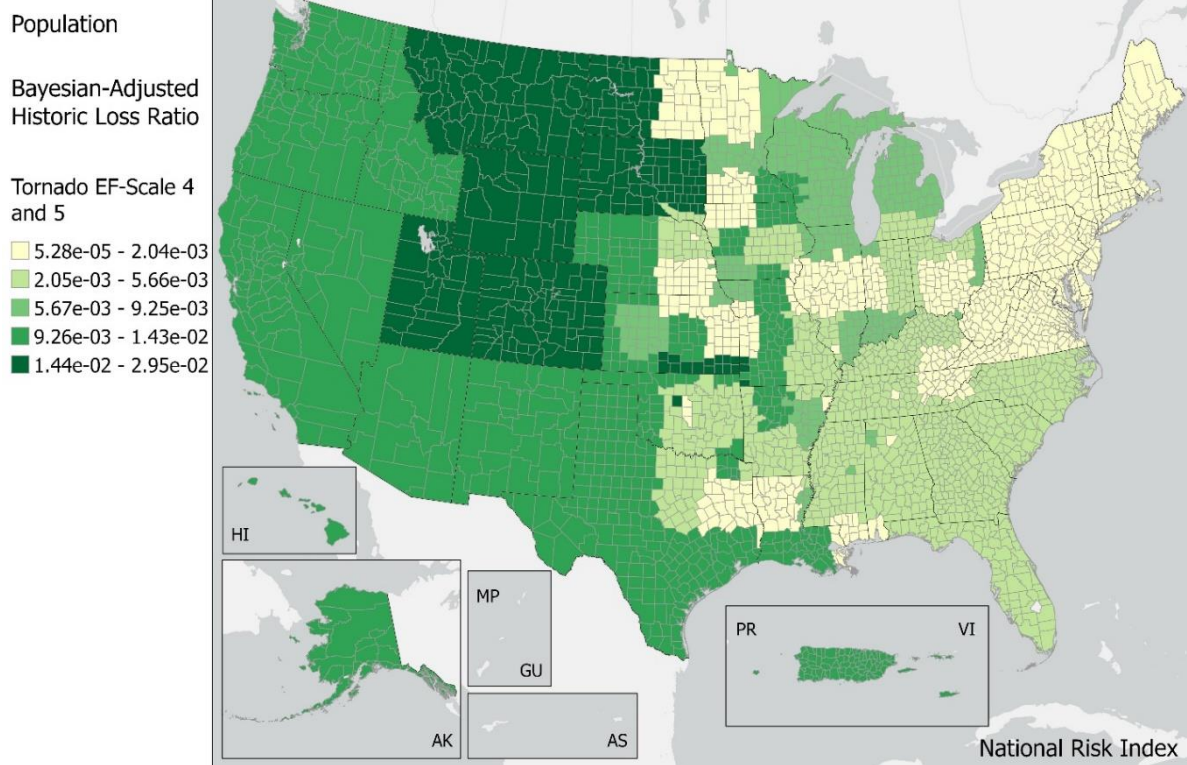 Population
Bayesian-Adjusted
Historic Loss Ratio
Tornado EF-Scale 4
and 5
5.28e-05 - 2.04e-03
2.05e-03 - 5.66e-03
5.67e-03 - 9.25e-03
9.26e-03 - 1.43e-02
1.44e-02 - 2.95e-02
HI
AK
MP
GU
AS
PR VI
National Risk Index